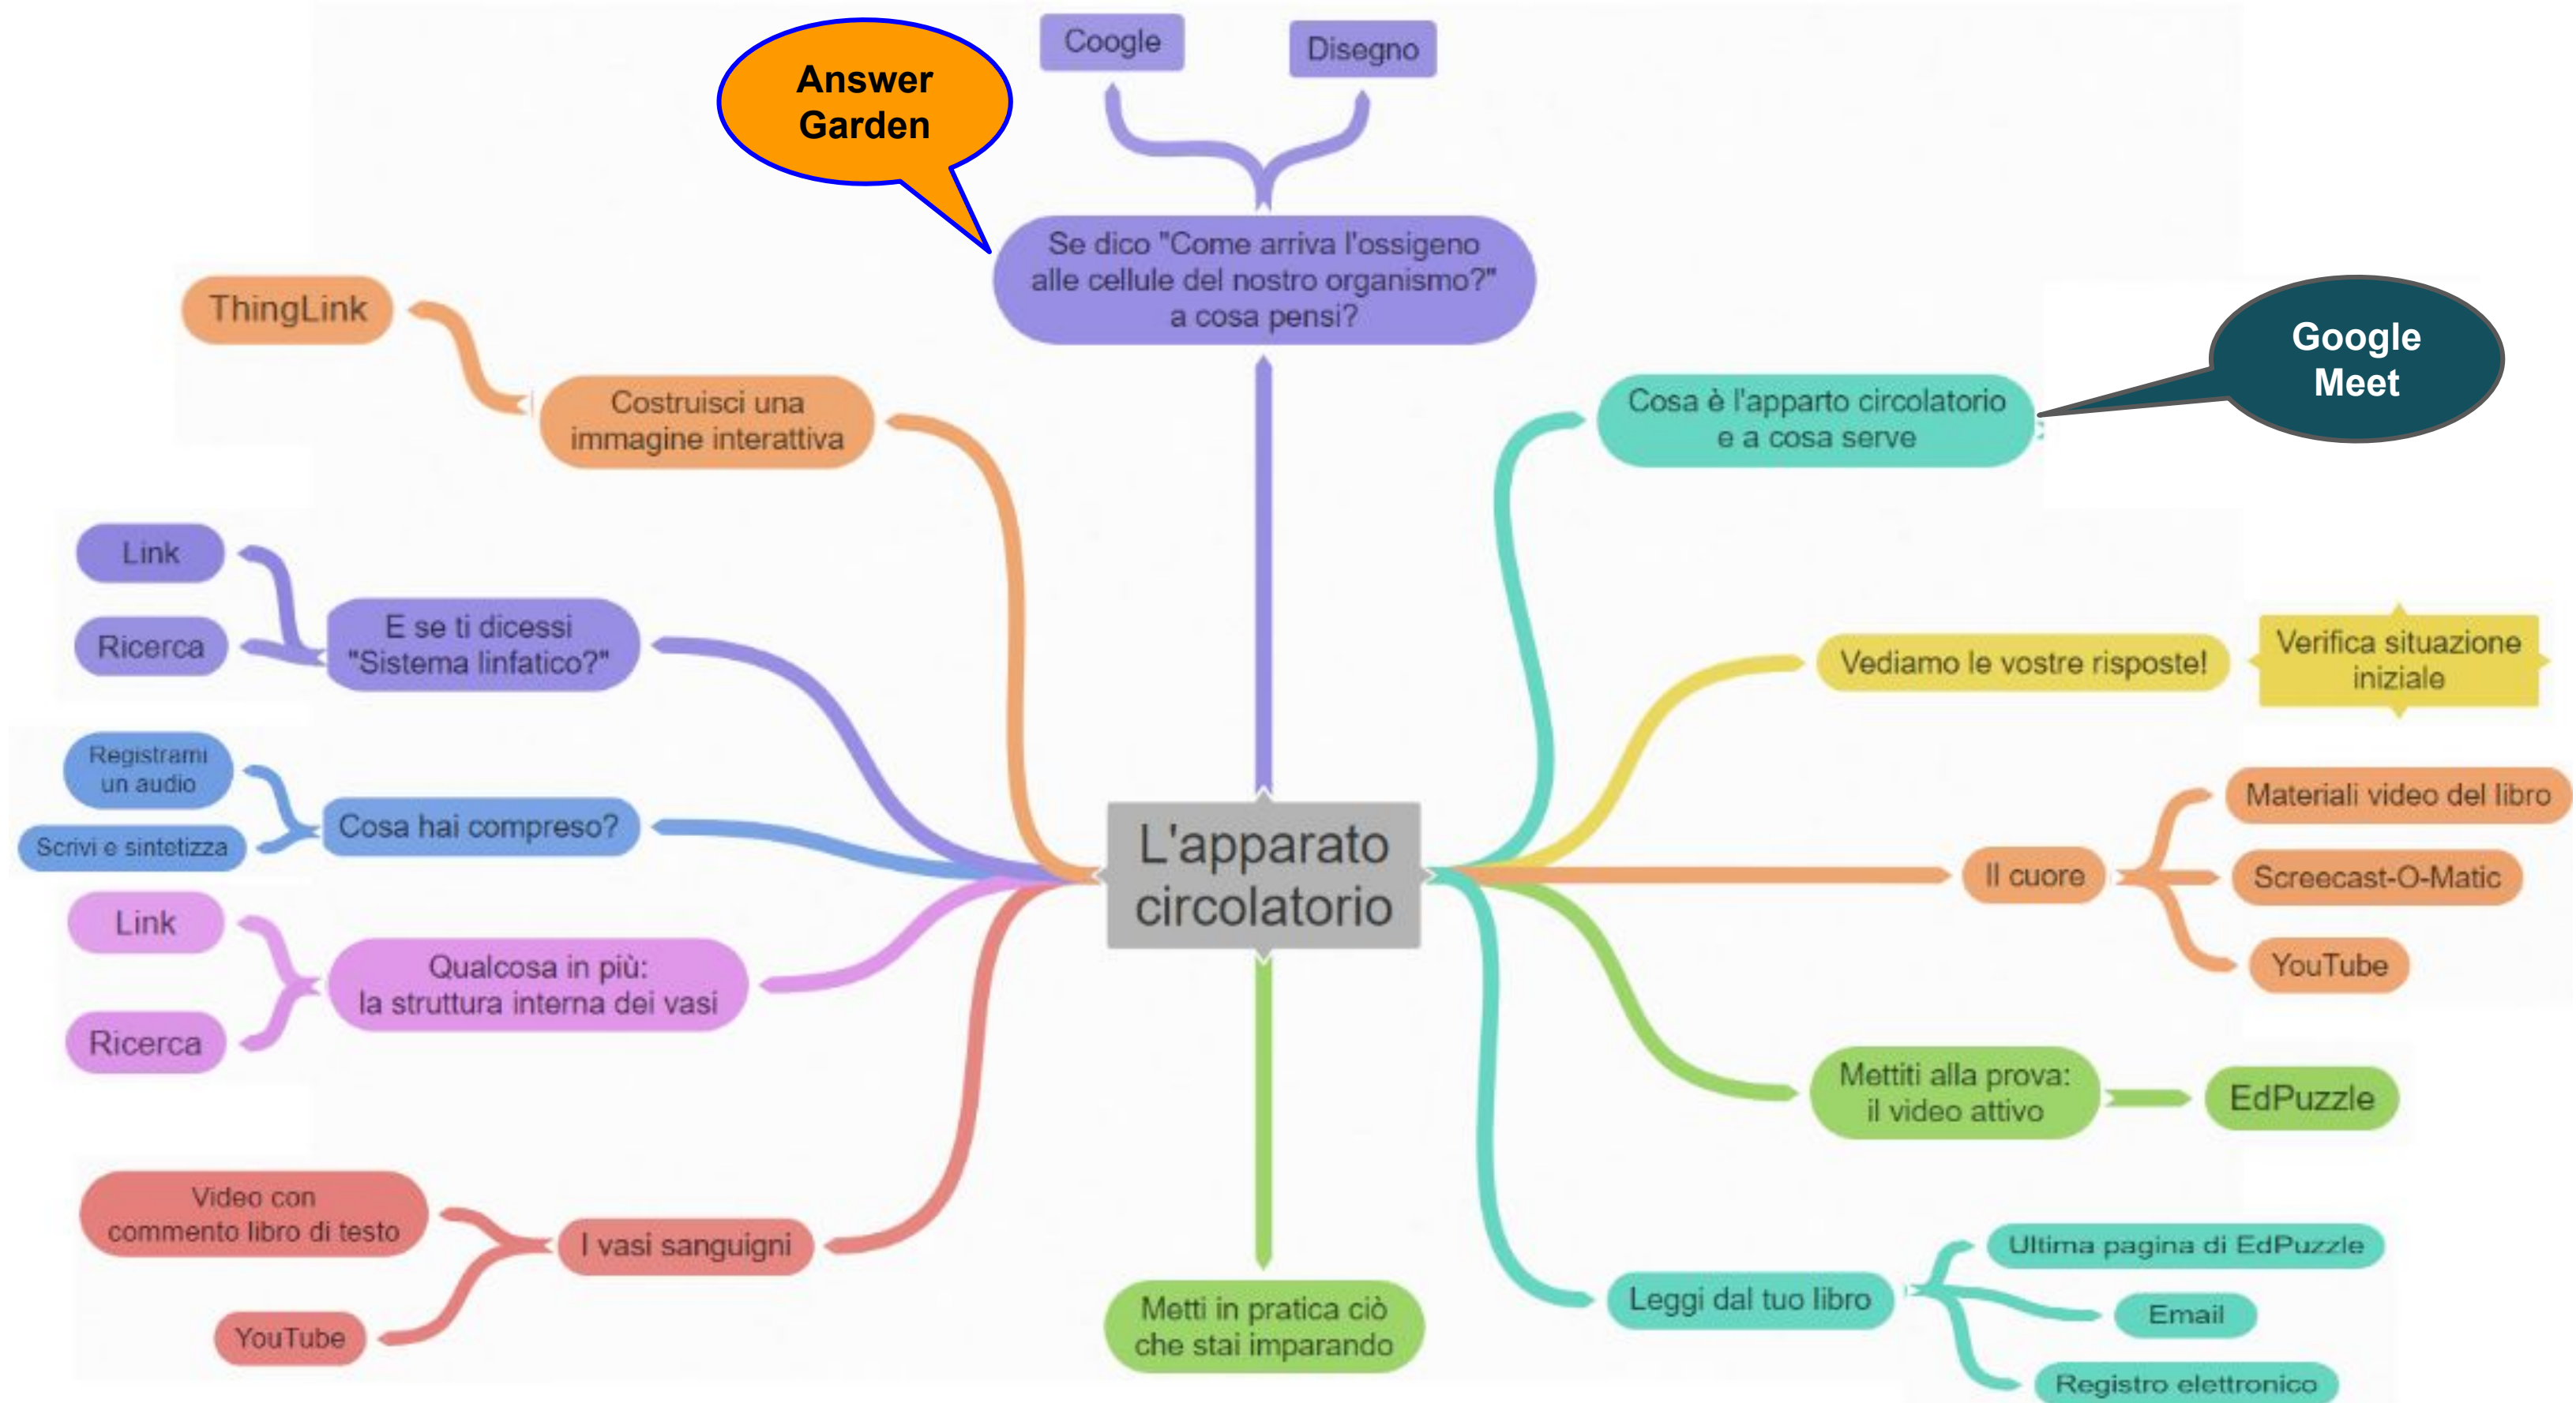 Coogle
Disegno
Answer
Garden
Se dico "Come arriva l'ossigeno
alle cellule del nostro organismo?"
a cosa pensi?
ThingLink
Costruisci una
immagine interattiva
Google
Meet
Cosa è l'apparto circolatorio
e a cosa serve
Link
Ricerca
E se ti dicessi
"Sistema linfatico?"
Vediamo le vostre risposte!
Verifica situazione
iniziale
Registrami
un audio
Scrivi e sintetizza
Cosa hai compreso?
L'apparato
circolatorio
Il cuore
Materiali video del libro
Screecast-O-Matic
YouTube
Link
Ricerca
Qualcosa in più:
la struttura interna dei vasi
Mettiti alla prova:
il video attivo
EdPuzzle
Video con
commento libro di testo
YouTube
I vasi sanguigni
Metti in pratica ciò
che stai imparando
Leggi dal tuo libro
Ultima pagina di EdPuzzle
Email
Registro elettronico